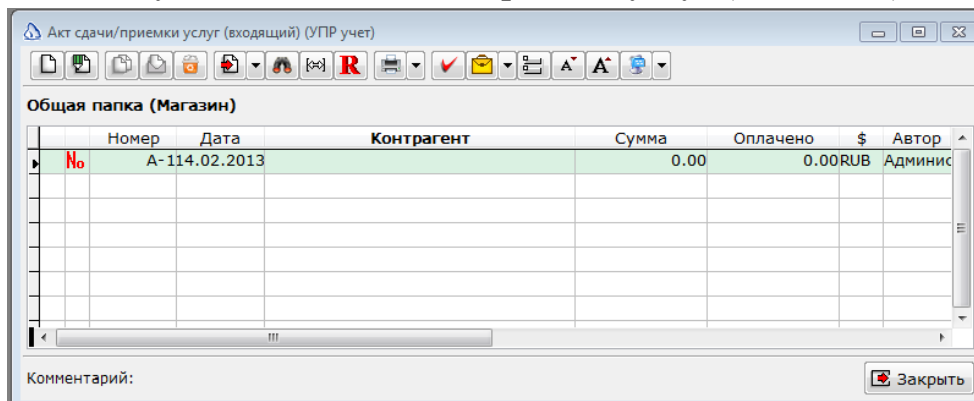 Акт сдачи/приемки услуг (входящий) (УПР учет)
R A A
Общая папка (Магазин)
Номер Дата Контрагент Сумма Оплачено $ Автор
№ А-1 14.02.2013 0.00 0.00 RUB Админис
Комментарий: Закрыть